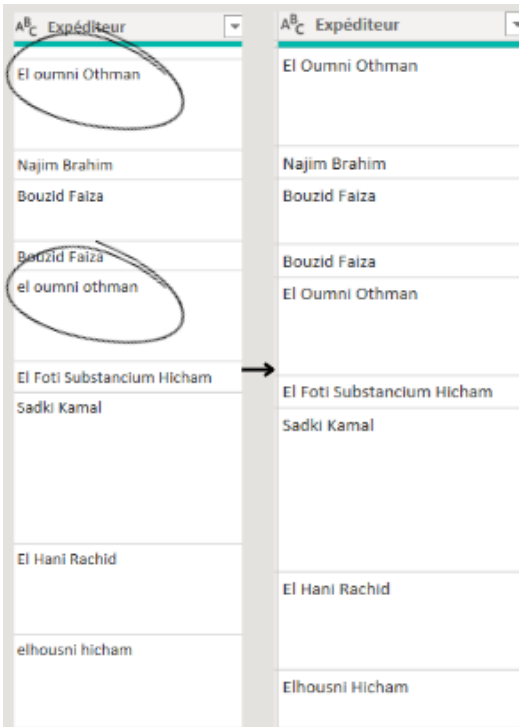 ABC Expéditeur
El oumni Othman
Najim Brahim
Bouzid Faiza
Bouzid Faiza
el oumni othman
El Foti Substancium Hicham
Sadki Kamal
El Hani Rachid
elhousni hicham
ABC Expéditeur
El Oumni Othman
Najim Brahim
Bouzid Faiza
Bouzid Faiza
El Oumni Othman
El Foti Substancium Hicham
Sadki Kamal
El Hani Rachid
Elhousni Hicham